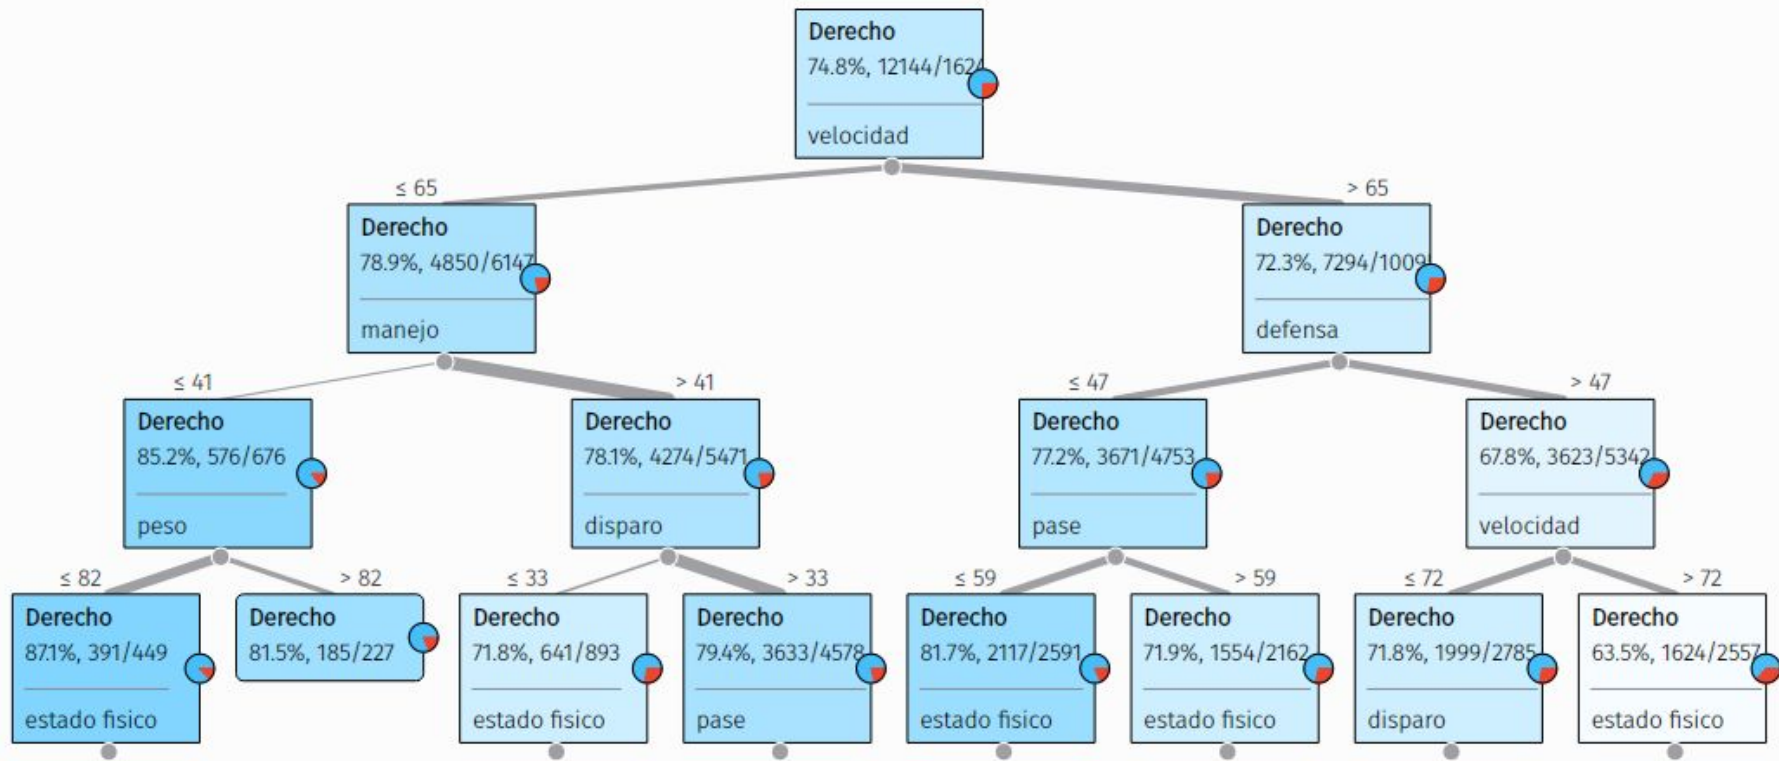 Derecho
74.8%, 12144/1624
velocidad
≤ 65
> 65
Derecho
78.9%, 4850/6147
manejo
Derecho
72.3%, 7294/1009
defensa
≤ 41
> 41
≤ 47
> 47
Derecho
85.2%, 576/676
peso
Derecho
78.1%, 4274/5471
disparo
Derecho
77.2%, 3671/4753
pase
Derecho
67.8%, 3623/5342
velocidad
≤ 82
> 82
≤ 33
> 33
≤ 59
> 59
≤ 72
> 72
Derecho
87.1%, 391/449
estado fisico
Derecho
81.5%, 185/227
Derecho
71.8%, 641/893
estado fisico
Derecho
79.4%, 3633/4578
pase
Derecho
81.7%, 2117/2591
estado fisico
Derecho
71.9%, 1554/2162
estado fisico
Derecho
71.8%, 1999/2785
disparo
Derecho
63.5%, 1624/2557
estado fisico